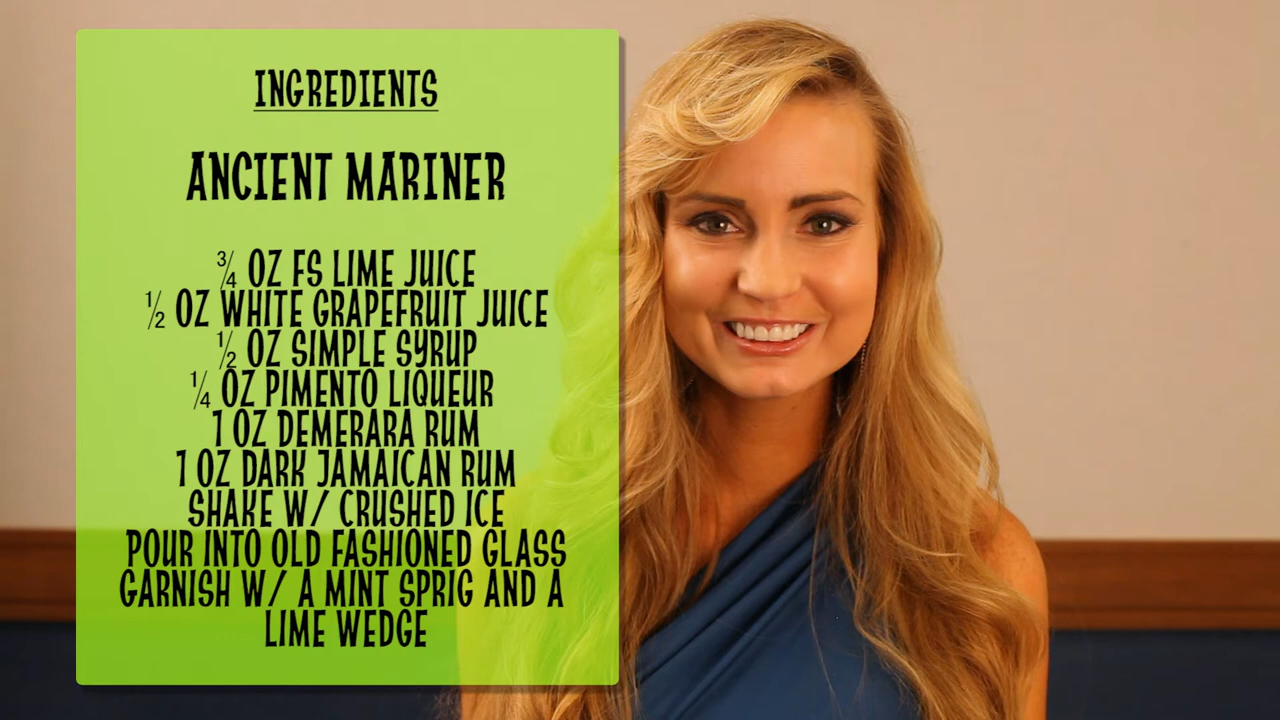 INGREDIENTS
ANCIENT MARINER
¾ OZ FS LIME JUICE
½ OZ WHITE GRAPEFRUIT JUICE
½ OZ SIMPLE SYRUP
¼ OZ PIMENTO LIQUEUR
1 OZ DEMERARA RUM
1 OZ DARK JAMAICAN RUM
SHAKE W/ CRUSHED ICE
POUR INTO OLD FASHIONED GLASS
GARNISH W/ A MINT SPRIG AND A
LIME WEDGE